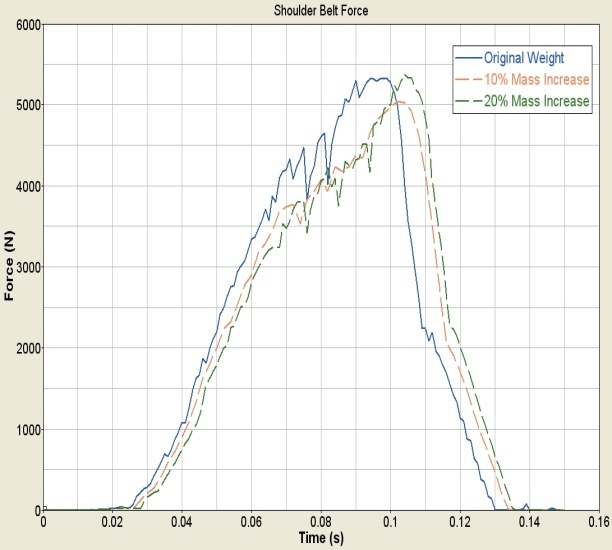 Shoulder Belt Force
6000
Original Weight
10% Mass Increase
5000
20% Mass Increase
4000
Force (N)
3000
2000
1000
0
0 0.02 0.04 0.06 0.08 0.1 0.12 0.14 0.16
Time (s)